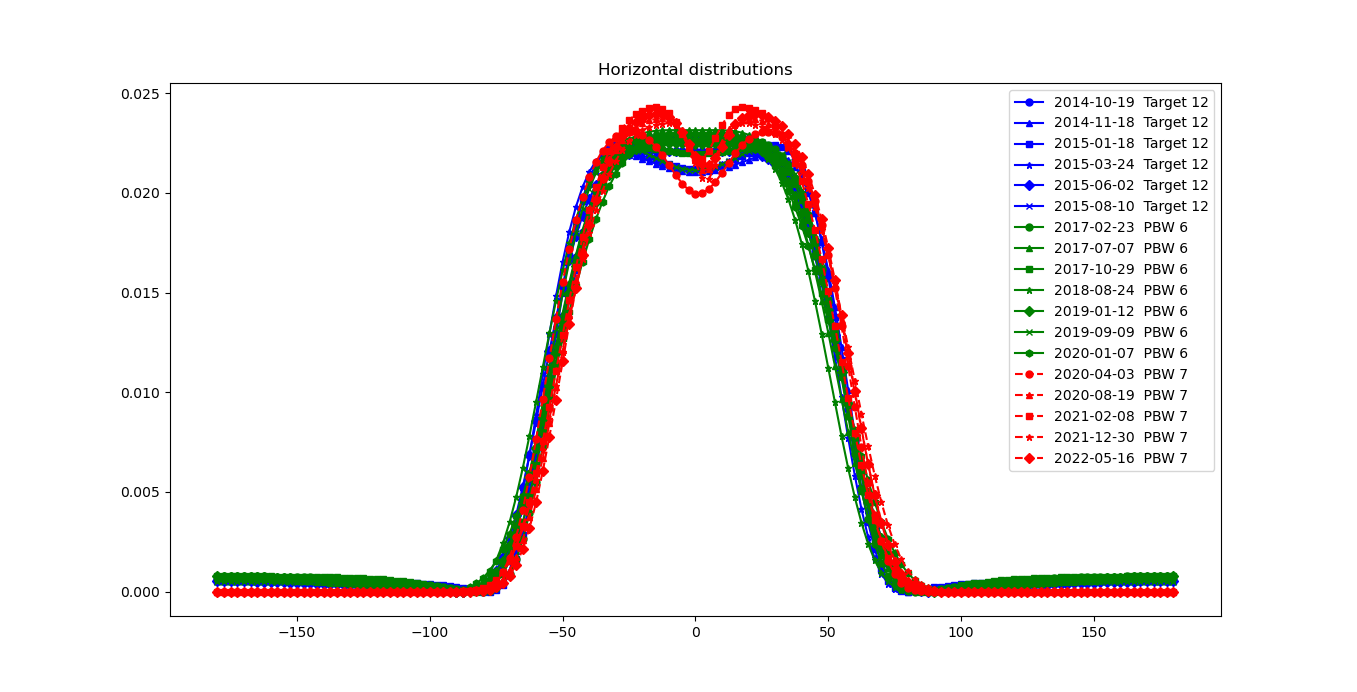 Horizontal distributions
0.025
0.020
0.015
0.010
0.005
0.000
−150
−100
−50
0
50
100
150
2014-10-19 Target 12
2014-11-18 Target 12
2015-01-18 Target 12
2015-03-24 Target 12
2015-06-02 Target 12
2015-08-10 Target 12
2017-02-23 PBW 6
2017-07-07 PBW 6
2017-10-29 PBW 6
2018-08-24 PBW 6
2019-01-12 PBW 6
2019-09-09 PBW 6
2020-01-07 PBW 6
2020-04-03 PBW 7
2020-08-19 PBW 7
2021-02-08 PBW 7
2021-12-30 PBW 7
2022-05-16 PBW 7